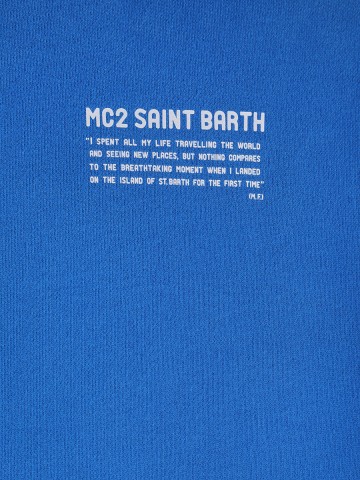 MC2 SAINT BARTH
"I SPENT ALL MY LIFE TRAVELLING THE WORLD
AND SEEING NEW PLACES, BUT NOTHING COMPARES
TO THE BREATHTAKING MOMENT WHEN I LANDED
ON THE ISLAND OF ST.BARTH FOR THE FIRST TIME"
(M.F.)